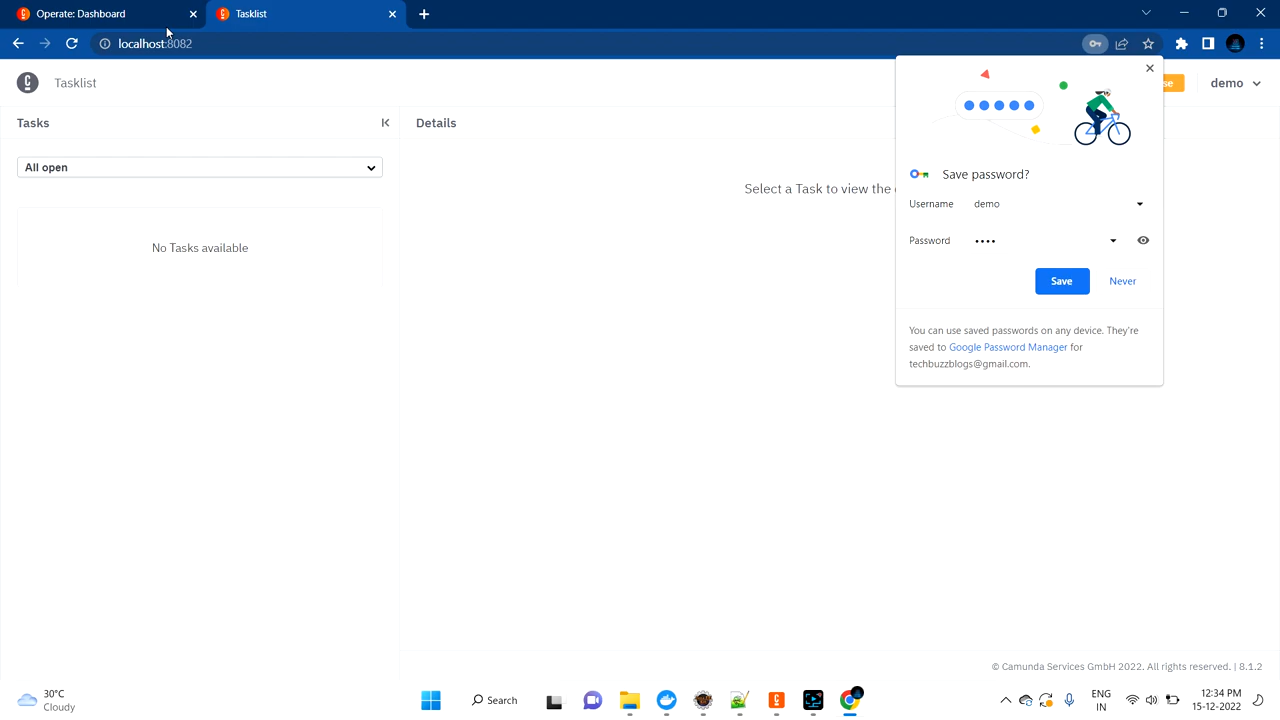 Operate: Dashboard
Tasklist
localhost:8082
Tasklist
se
demo
Tasks
Details
All open
Select a Task to view the
No Tasks available
Save password?
Username demo
Password
Save
Never
You can use saved passwords on any device. They're
saved to Google Password Manager for
techbuzzblogs@gmail.com.
© Camunda Services GmbH 2022. All rights reserved. | 8.1.2
30°C
Cloudy
Search
ENG
IN
12:34 PM
15-12-2022